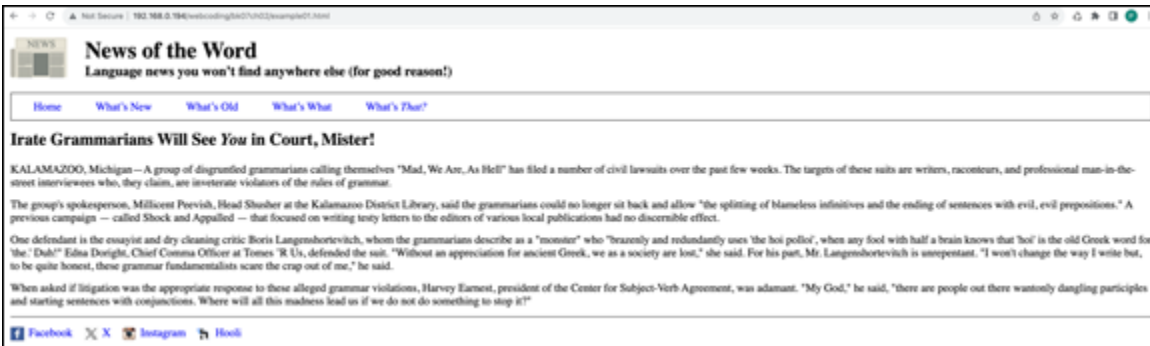 Not Secure | 192.168.0.194/webcoding/bk07ch02/example01.html
NEWS
News of the Word
Language news you won't find anywhere else (for good reason!)
Home What's New What's Old What's What What's That?
Irate Grammarians Will See You in Court, Mister!
KALAMAZOO, Michigan — A group of disgruntled grammarians calling themselves "Mad, We Are, As Hell" has filed a number of civil lawsuits over the past few weeks. The targets of these suits are writers, raconteurs, and professional man-in-the-
street interviewees who, they claim, are inveterate violators of the rules of grammar.
The group's spokesperson, Millicent Peevish, Head Shusher at the Kalamazoo District Library, said the grammarians could no longer sit back and allow "the splitting of blameless infinitives and the ending of sentences with evil, evil prepositions." A
previous campaign — called Shock and Appalled — that focused on writing testy letters to the editors of various local publications had no discernible effect.
One defendant is the essayist and dry cleaning critic Boris Langenshortevitch, whom the grammarians describe as a "monster" who "brazenly and redundantly uses 'the hoi polloi', when any fool with half a brain knows that 'hoi' is the old Greek word for
'the.' Duh!" Edna Doright, Chief Comma Officer at Tomes 'R Us, defended the suit. "Without an appreciation for ancient Greek, we as a society are lost," she said. For his part, Mr. Langenshortevitch is unrepentant. "I won't change the way I write but,
to be quite honest, these grammar fundamentalists scare the crap out of me," he said.
When asked if litigation was the appropriate response to these alleged grammar violations, Harvey Earnest, president of the Center for Subject-Verb Agreement, was adamant. "My God," he said, "there are people out there wantonly dangling participles
and starting sentences with conjunctions. Where will all this madness lead us if we do not do something to stop it?"
Facebook X Instagram Hooli